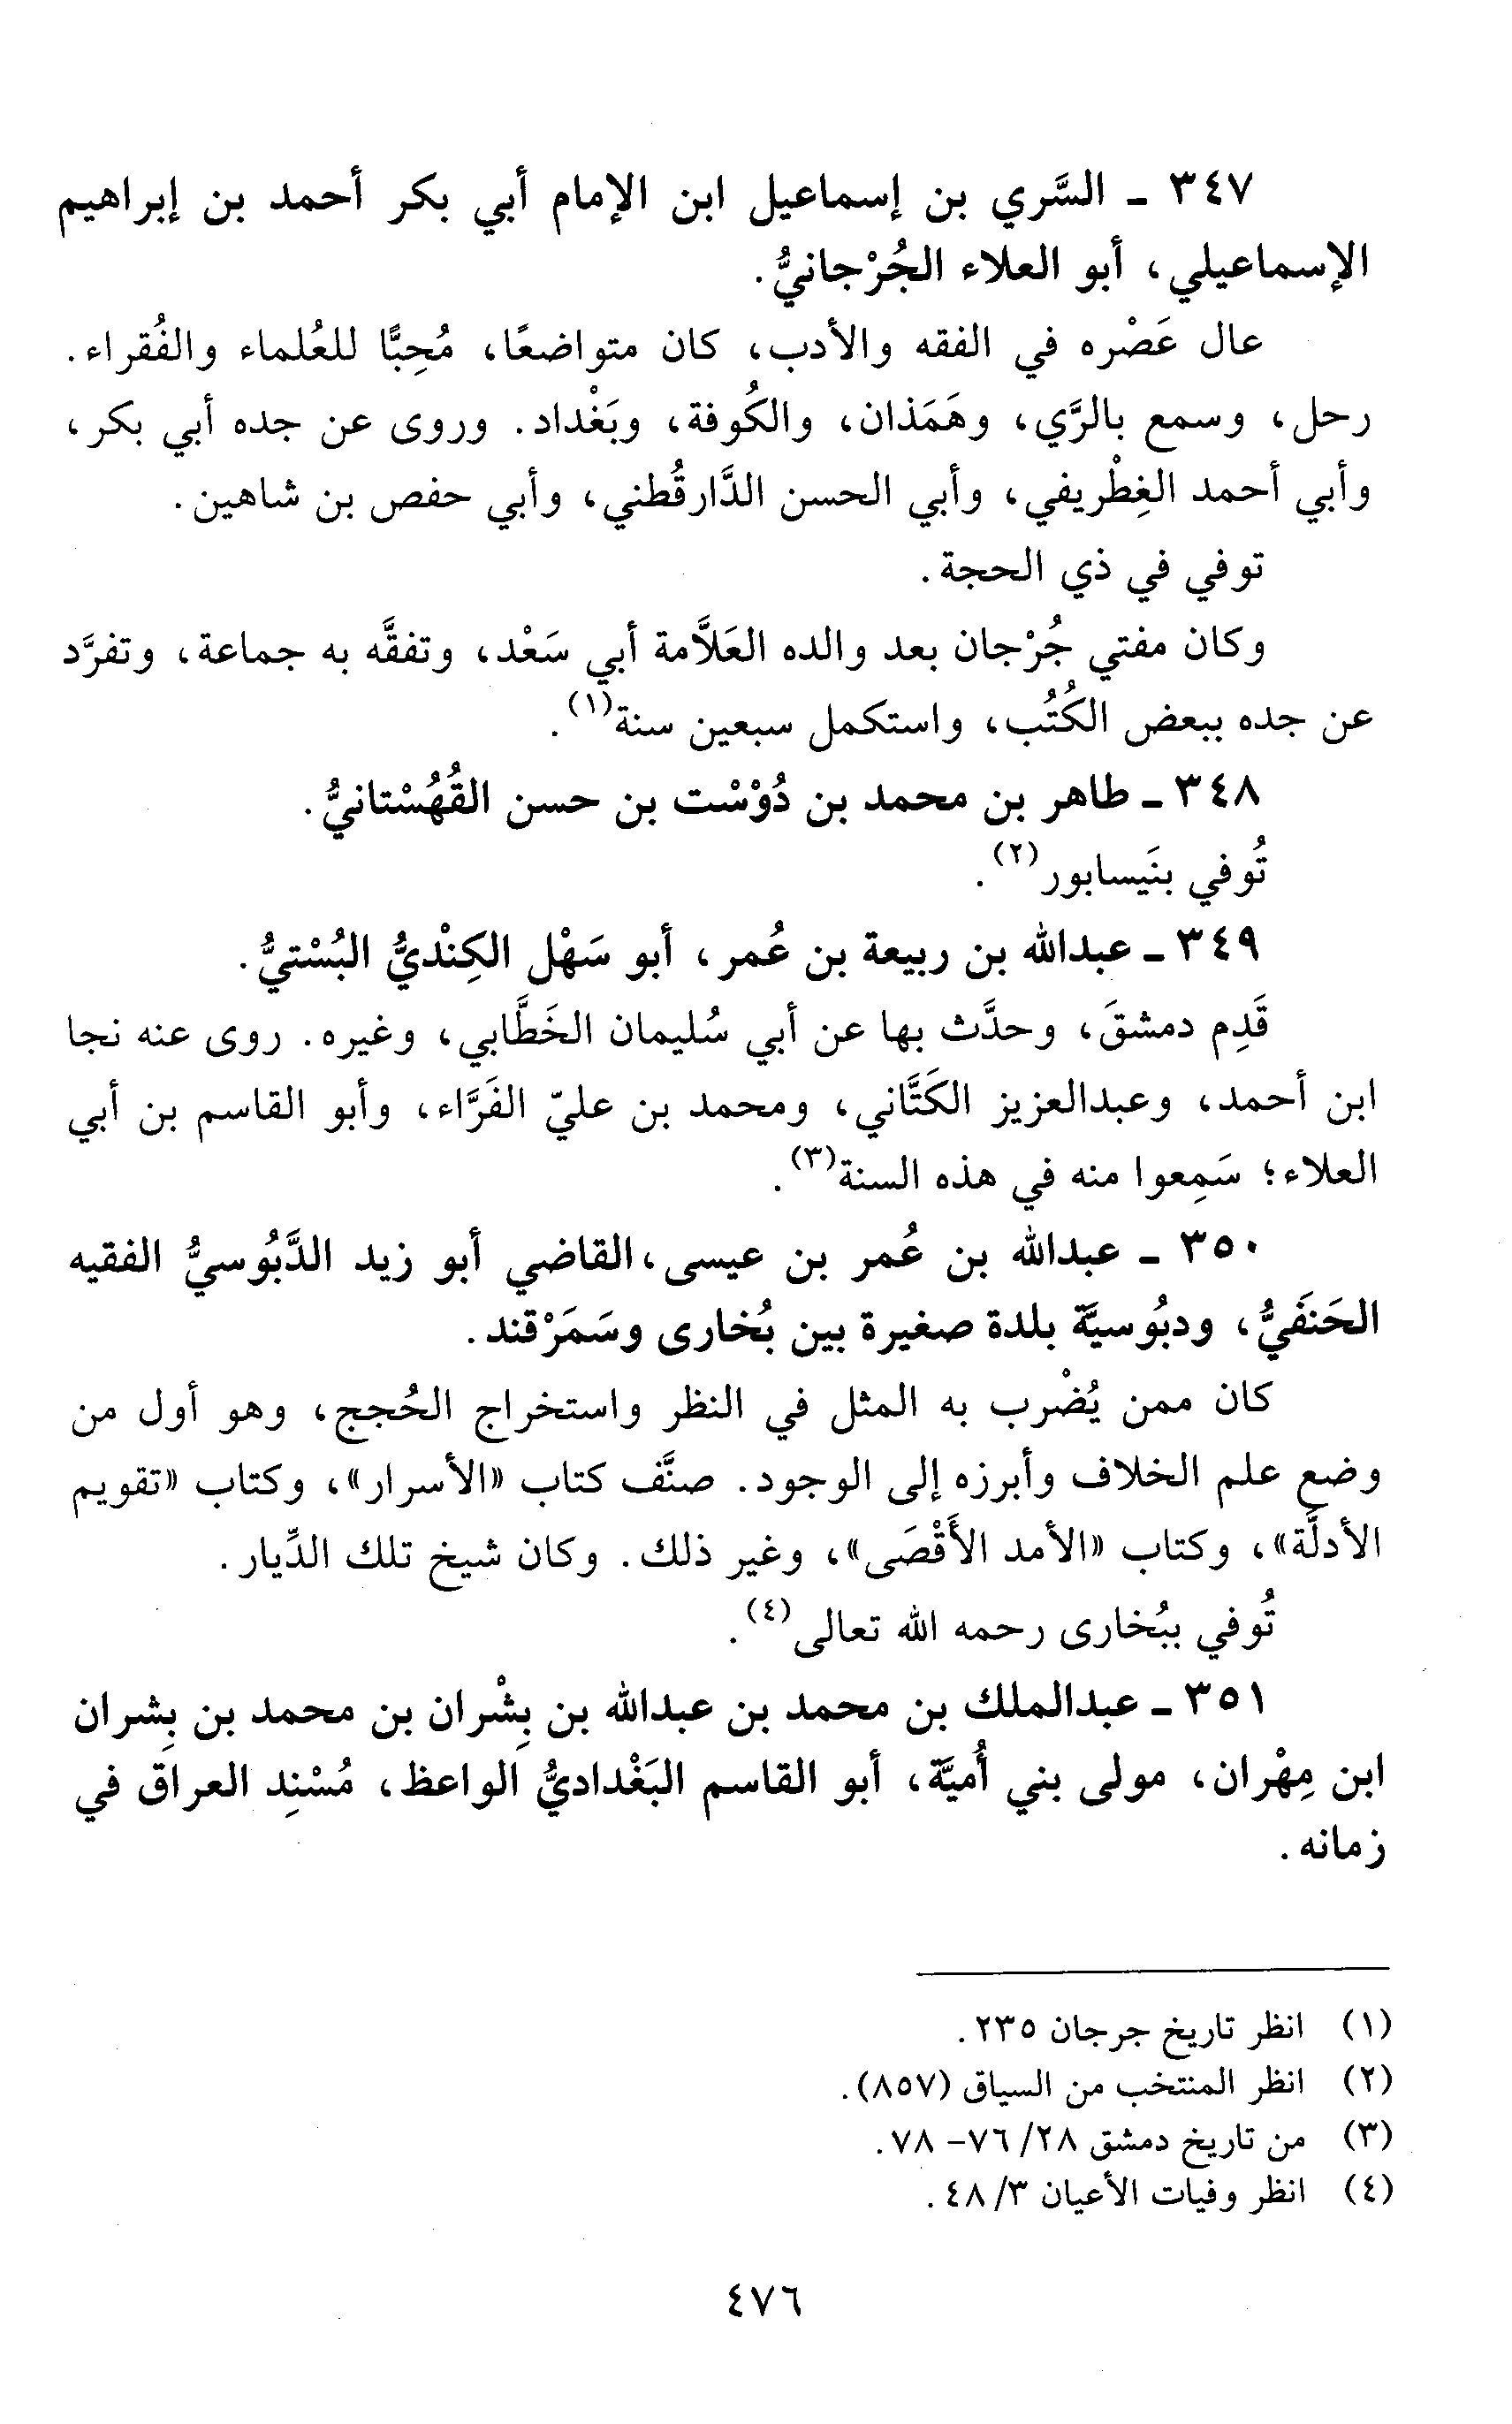 ٣٤٧ ـ السَّري بن إسماعيل ابن الإمام أبي بكر أحمد بن إبراهيم
الإسماعيلي، أبو العلاء الجُرْجانيُّ.
عال عَصْره في الفقه والأدب، كان متواضعًا، مُحِبًّا للعُلماء والفُقراء.
رحل، وسمع بالرَّي، وهَمَذان، والكُوفة، وبَغْداد. وروى عن جده أبي بكر،
وأبي أحمد الغِطْريفي، وأبي الحسن الدَّارقُطني، وأبي حفص بن شاهين.
توفي في ذي الحجة.
وكان مفتي جُرْجان بعد والده العَلاَّمة أبي سَعْد، وتفقَّه به جماعة، وتفرَّد
عن جده ببعض الكُتُب، واستكمل سبعين سنة(١).
٣٤٨ ـ طاهر بن محمد بن دُوْسْت بن حسن القُهُسْتانيُّ.
تُوفي بنَيسابور(٢).
٣٤٩ ـ عبدالله بن ربيعة بن عُمر، أبو سَهْل الكِنْديُّ البُسْتيُّ.
قَدِم دمشقَ، وحدَّث بها عن أبي سُليمان الخَطَّابي، وغيره. روى عنه نجا
ابن أحمد، وعبدالعزيز الكَتَّاني، ومحمد بن عليّ الفَرَّاء، وأبو القاسم بن أبي
العلاء؛ سَمِعوا منه في هذه السنة(٣).
٣٥٠ ـ عبدالله بن عُمر بن عيسى، القاضي أبو زيد الدَّبُوسيُّ الفقيه
الحَنفَيُّ، ودبُوسيَّة بلدة صغيرة بين بُخارى وسَمَرْقند.
كان ممن يُضْرب به المثل في النظر واستخراج الحُجج، وهو أول من
وضع علم الخلاف وأبرزه إلى الوجود. صنَّف كتاب «الأسرار»، وكتاب «تقويم
الأدلَّة»، وكتاب «الأمد الأَقْصَى»، وغير ذلك. وكان شيخ تلك الدِّيار.
تُوفي ببُخارى رحمه الله تعالى(٤).
٣٥١ ـ عبدالملك بن محمد بن عبدالله بن بِشْران بن محمد بن بِشران
ابن مِهْران، مولى بني أُميَّة، أبو القاسم البَغْداديُّ الواعظ، مُسْنِد العراق في
زمانه.
(١) انظر تاريخ جرجان ٢٣٥.
(٢) انظر المنتخب من السياق (٨٥٧).
(٣) من تاريخ دمشق ٢٨/ ٧٦- ٧٨.
(٤) انظر وفيات الأعيان ٣/ ٤٨.
٤٧٦